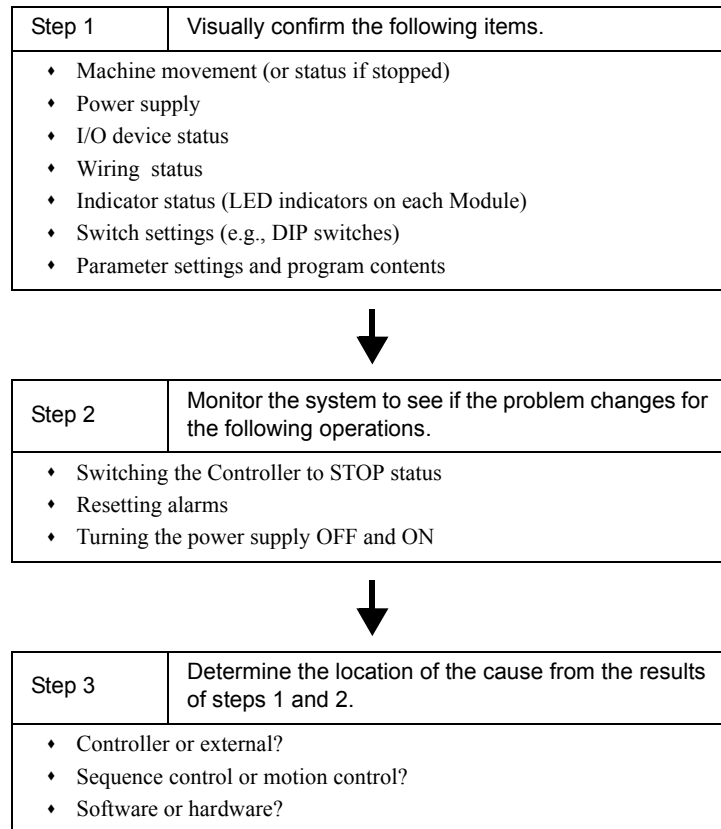 Step 1 Visually confirm the following items.
• Machine movement (or status if stopped)
• Power supply
• I/O device status
• Wiring status
• Indicator status (LED indicators on each Module)
• Switch settings (e.g., DIP switches)
• Parameter settings and program contents
Step 2 Monitor the system to see if the problem changes for
the following operations.
• Switching the Controller to STOP status
• Resetting alarms
• Turning the power supply OFF and ON
Step 3 Determine the location of the cause from the results
of steps 1 and 2.
• Controller or external?
• Sequence control or motion control?
• Software or hardware?